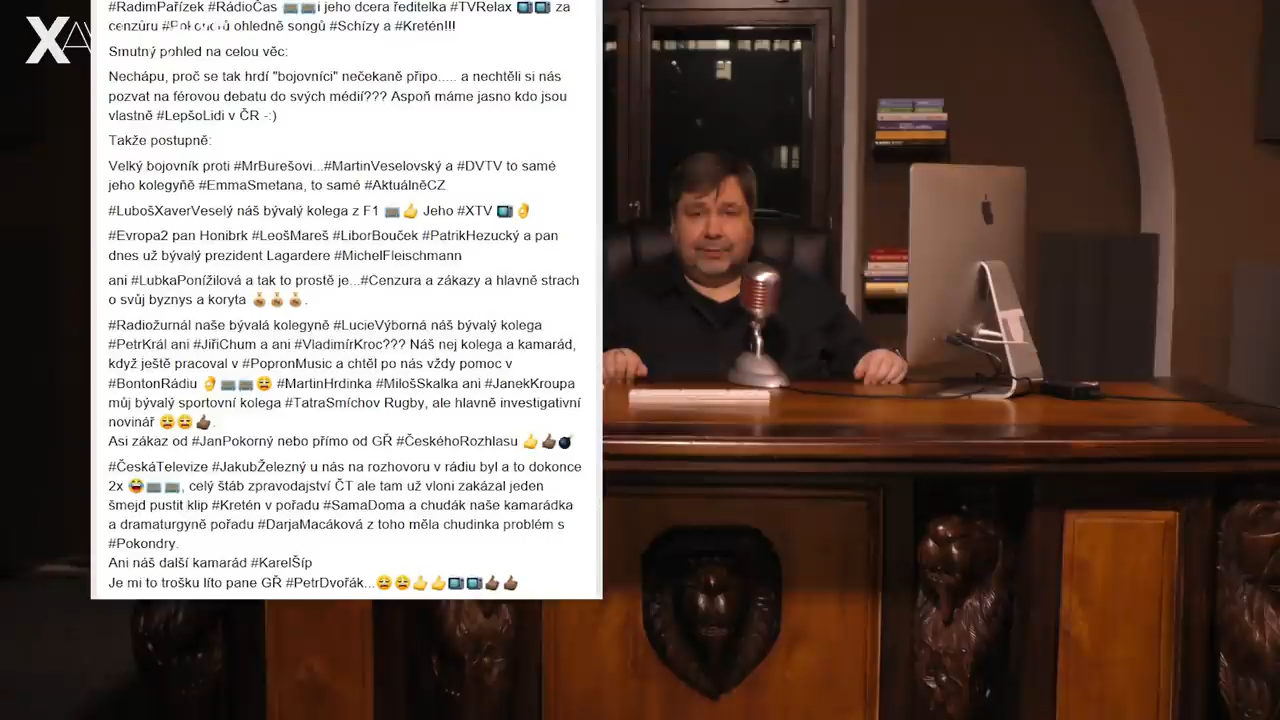 #RadimPařízek #RádioČas 📻📻i jeho dcera ředitelka #TVRelax 📺📺 za
cenzúru #Pokondrů ohledně songů #Schízy a #Kretén!!!
XAV
Smutný pohled na celou věc:
Nechápu, proč se tak hrdí "bojovníci" nečekaně připo..... a nechtěli si nás
pozvat na férovou debatu do svých médií??? Aspoň máme jasno kdo jsou
vlastně #LepšoLidi v ČR -:)
Takže postupně:
Velký bojovník proti #MrBurešovi...#MartinVeselovský a #DVTV to samé
jeho kolegyňě #EmmaSmetana, to samé #AktuálněCZ
#LubošXaverVeselý náš bývalý kolega z F1 📻👍 Jeho #XTV 📺👌
#Evropa2 pan Honibrk #LeošMareš #LiborBouček #PatrikHezucký a pan
dnes už bývalý prezident Lagardere #MichelFleischmann
ani #LubkaPonížilová a tak to prostě je...#Cenzura a zákazy a hlavně strach
o svůj byznys a koryta 💰💰💰.
#Radiožurnál naše bývalá kolegyně #LucieVýborná náš bývalý kolega
#PetrKrál ani #JiříChum a ani #VladimírKroc??? Náš nej kolega a kamarád,
když ještě pracoval v #PopronMusic a chtěl po nás vždy pomoc v
#BontonRádiu 👌📻📻😩 #MartinHrdinka #MilošSkalka ani #JanekKroupa
můj bývalý sportovní kolega #TatraSmíchov Rugby, ale hlavně investigativní
novinář 😩😩👍🏿.
Asi zákaz od #JanPokorný nebo přímo od GŘ #ČeskéhoRozhlasu 👍👍🏿💣
#ČeskáTelevize #JakubŽelezný u nás na rozhovoru v rádiu byl a to dokonce
2x 😂📻📻, celý štáb zpravodajství ČT ale tam už vloni zakázal jeden
šmejd pustit klip #Kretén v pořadu #SamaDoma a chudák naše kamarádka
a dramaturgyně pořadu #DarjaMacáková z toho měla chudinka problém s
#Pokondry.
Ani náš další kamarád #KarelŠíp
Je mi to trošku líto pane GŘ #PetrDvořák...😩😩👍👍📺📺👍🏿👍🏿